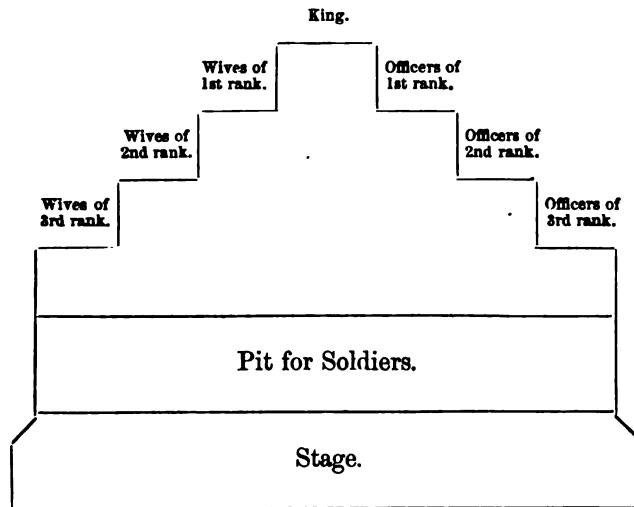 King.
Wives of
1st rank.
Officers of
1st rank.
Wives of
2nd rank.
Officers of
2nd rank.
Wives of
3rd rank.
Officers of
3rd rank.
Pit for Soldiers.
Stage.